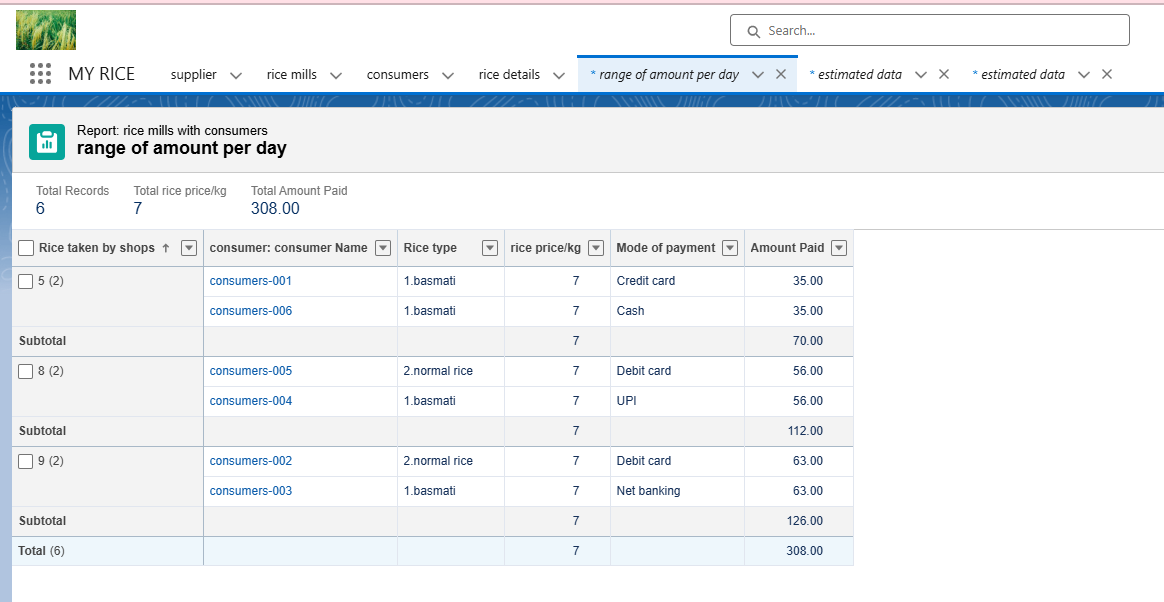 Search...
MY RICE supplier rice mills consumers rice details * range of amount per day * estimated data * estimated data
Report: rice mills with consumers
range of amount per day
Total Records Total rice price/kg Total Amount Paid
6 7 308.00
Rice taken by shops ↑ consumer: consumer Name Rice type rice price/kg Mode of payment Amount Paid
5 (2) consumers-001 1.basmati 7 Credit card 35.00
consumers-006 1.basmati 7 Cash 35.00
Subtotal 7 70.00
8 (2) consumers-005 2.normal rice 7 Debit card 56.00
consumers-004 1.basmati 7 UPI 56.00
Subtotal 7 112.00
9 (2) consumers-002 2.normal rice 7 Debit card 63.00
consumers-003 1.basmati 7 Net banking 63.00
Subtotal 7 126.00
Total (6) 7 308.00